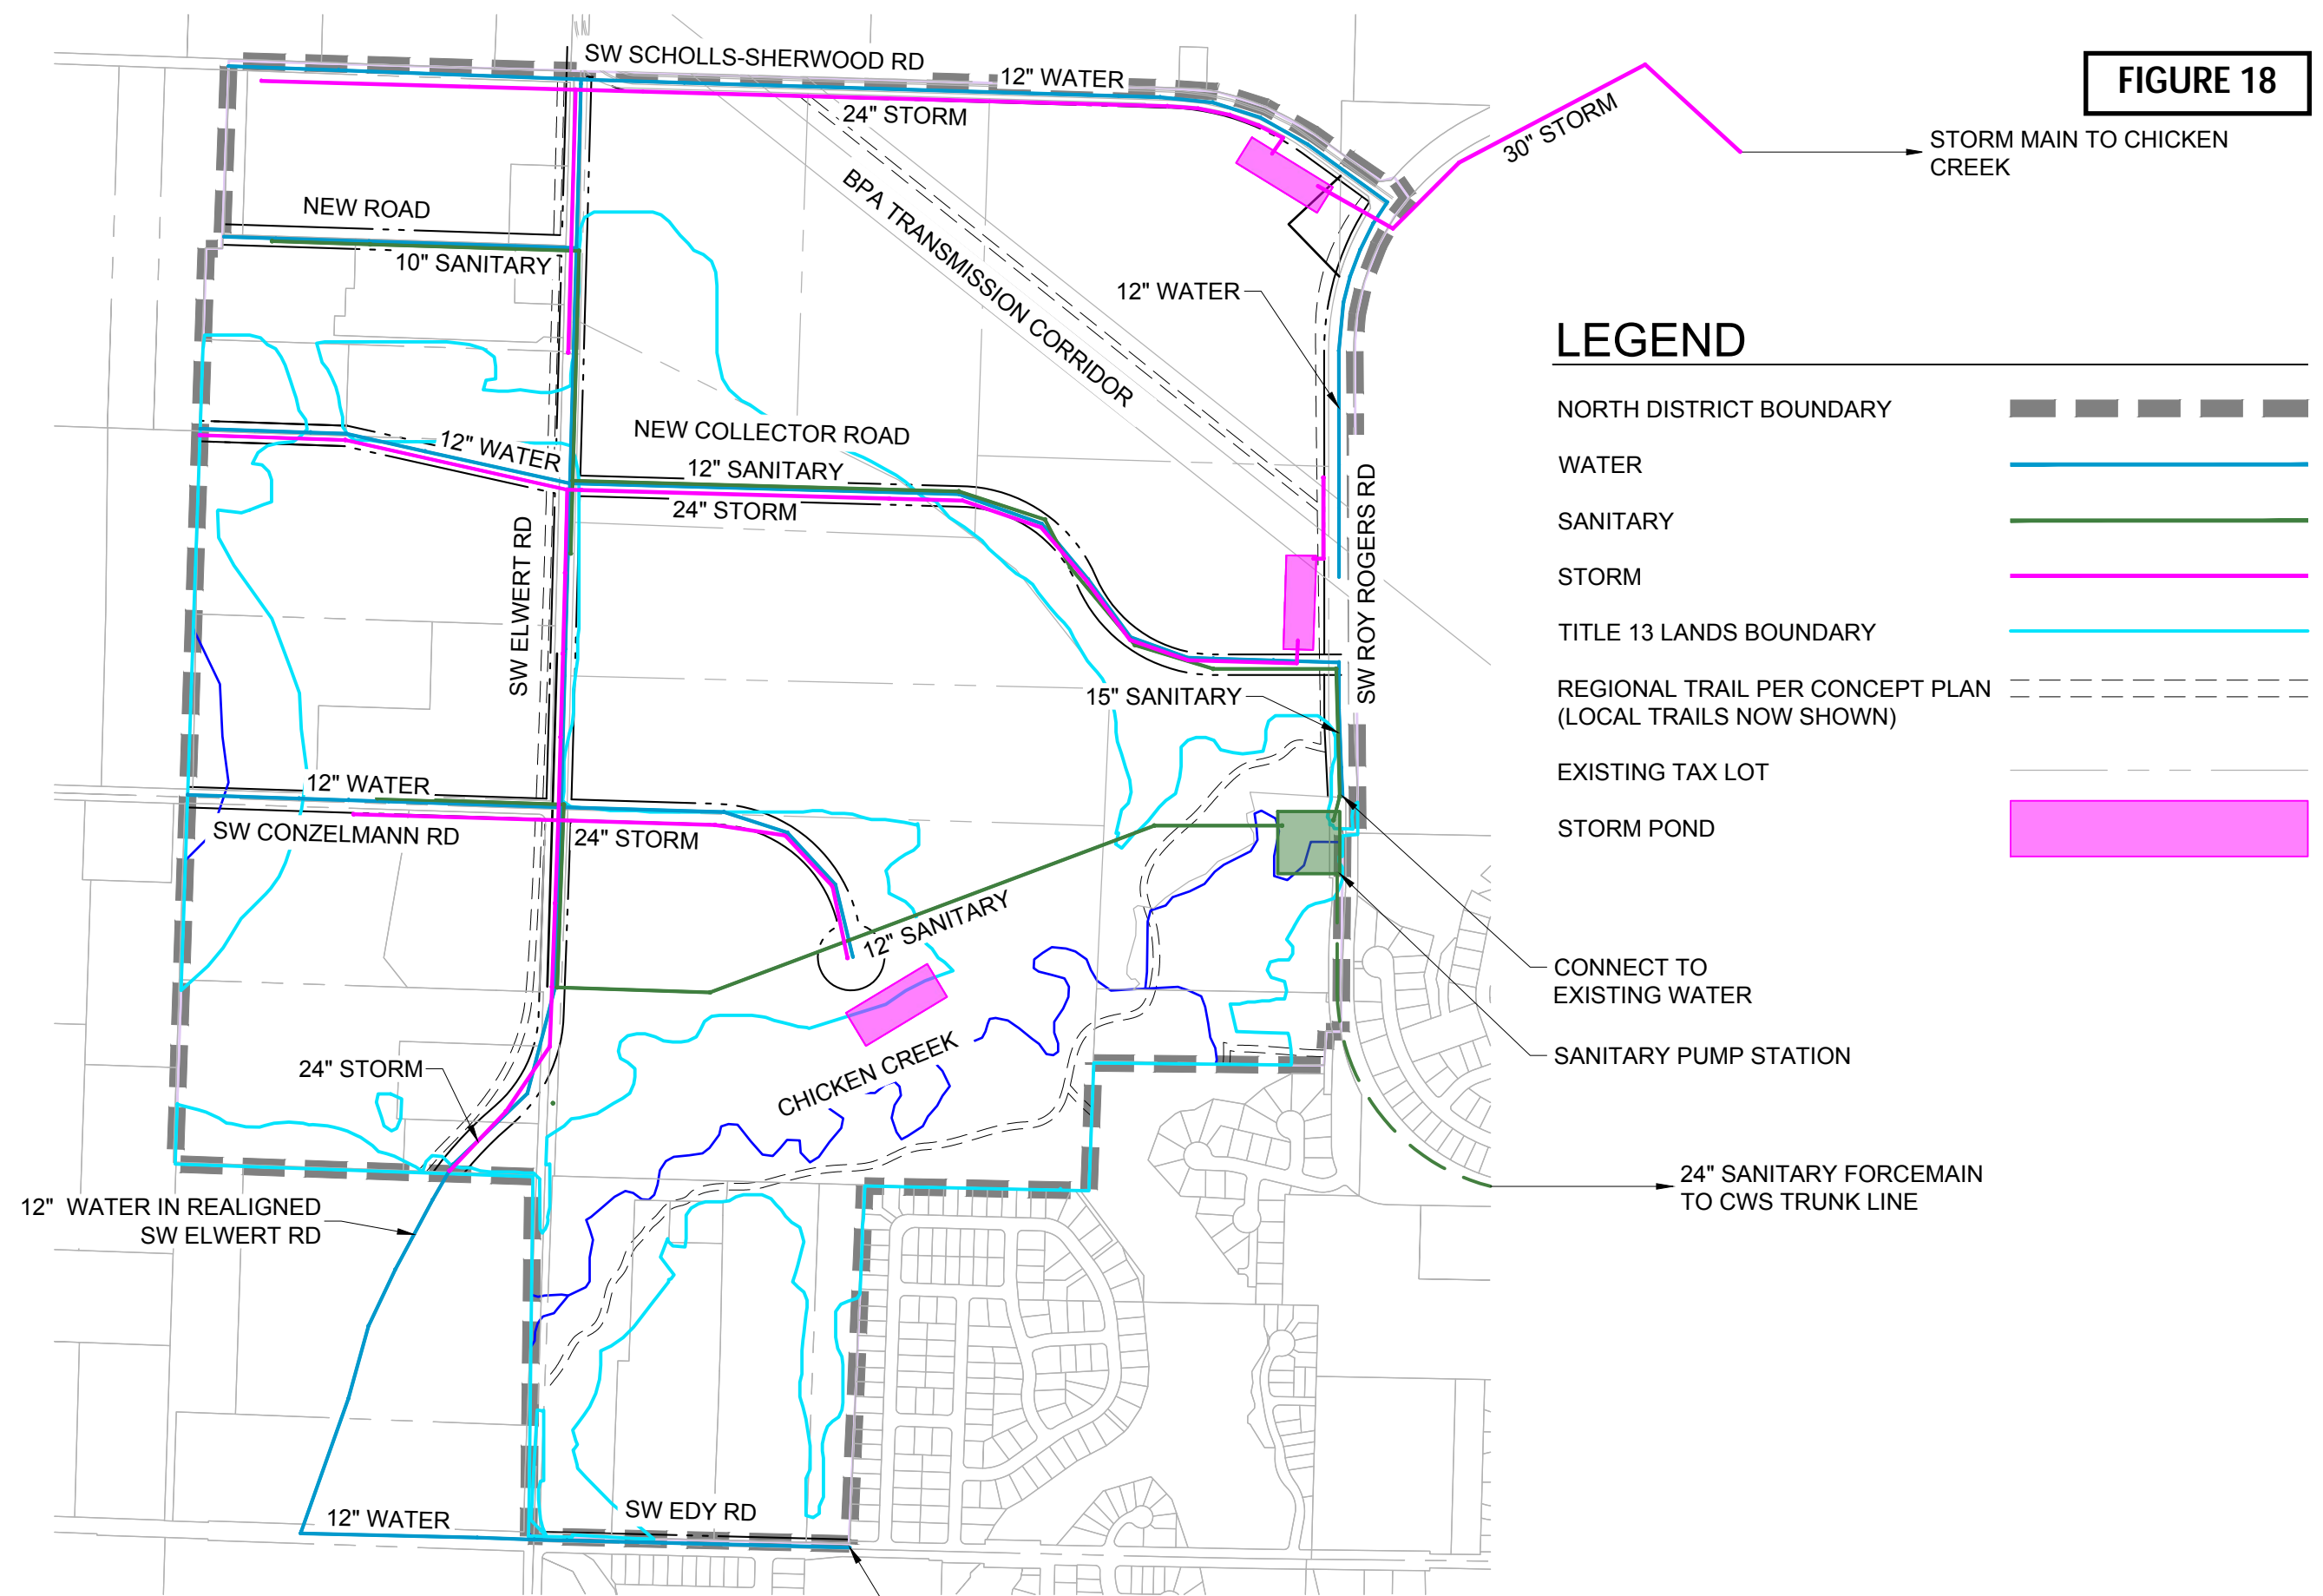 FIGURE 18
SW SCHOLLS-SHERWOOD RD
12" WATER
24" STORM
30" STORM
STORM MAIN TO CHICKEN
CREEK
NEW ROAD
10" SANITARY
BPA TRANSMISSION CORRIDOR
12" WATER
LEGEND
NORTH DISTRICT BOUNDARY
WATER
SANITARY
STORM
TITLE 13 LANDS BOUNDARY
REGIONAL TRAIL PER CONCEPT PLAN
(LOCAL TRAILS NOW SHOWN)
EXISTING TAX LOT
STORM POND
12" WATER
NEW COLLECTOR ROAD
12" SANITARY
24" STORM
SW ELWERT RD
SW ROY ROGERS RD
15" SANITARY
12" WATER
SW CONZELMANN RD
24" STORM
12" SANITARY
CONNECT TO
EXISTING WATER
SANITARY PUMP STATION
24" STORM
CHICKEN CREEK
24" SANITARY FORCEMAIN
TO CWS TRUNK LINE
12" WATER IN REALIGNED
SW ELWERT RD
12" WATER
SW EDY RD